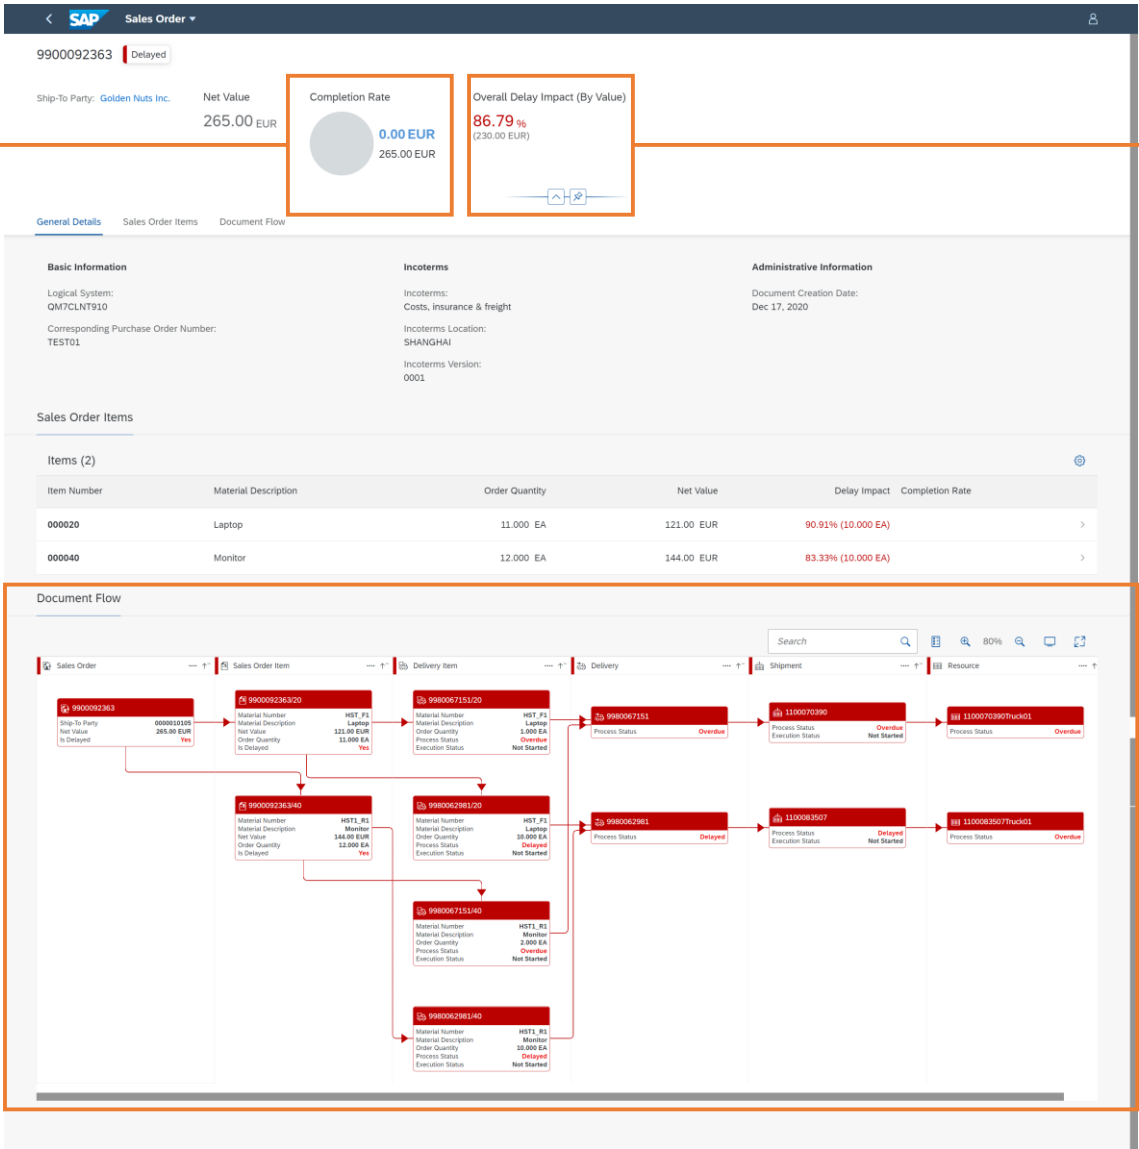 SAP Sales Order
9900092363 Delayed
Ship-To Party: Golden Nuts Inc.
Net Value
265.00 EUR
Completion Rate
0.00 EUR
265.00 EUR
Overall Delay Impact (By Value)
86.79 %
(230.00 EUR)
General Details Sales Order Items Document Flow
Basic Information
Logical System:
QM7CLNT910
Corresponding Purchase Order Number:
TEST01
Incoterms
Incoterms:
Costs, insurance & freight
Incoterms Location:
SHANGHAI
Incoterms Version:
0001
Administrative Information
Document Creation Date:
Dec 17, 2020
Sales Order Items
Items (2)
Item Number Material Description Order Quantity Net Value Delay Impact Completion Rate
000020 Laptop 11.000 EA 121.00 EUR 90.91% (10.000 EA)
000040 Monitor 12.000 EA 144.00 EUR 83.33% (10.000 EA)
Document Flow
Search 80%
Sales Order Sales Order Item Delivery Item Delivery Shipment Resource
9900092363
Ship-To Party 0000010105
Net Value 265.00 EUR
Is Delayed Yes
9900092363/20
Material Number HST_F1
Material Description Laptop
Net Value 121.00 EUR
Order Quantity 11.000 EA
Is Delayed Yes
9980067151/20
Material Number HST_F1
Material Description Laptop
Order Quantity 1.000 EA
Process Status Overdue
Execution Status Not Started
9980067151
Process Status Overdue
1100070390
Process Status Overdue
Execution Status Not Started
1100070390Truck01
Process Status Overdue
9900092363/40
Material Number HST1_R1
Material Description Monitor
Net Value 144.00 EUR
Order Quantity 12.000 EA
Is Delayed Yes
9980062981/20
Material Number HST_F1
Material Description Laptop
Order Quantity 10.000 EA
Process Status Delayed
Execution Status Not Started
9980062981
Process Status Delayed
1100083507
Process Status Delayed
Execution Status Not Started
1100083507Truck01
Process Status Overdue
9980067151/40
Material Number HST1_R1
Material Description Monitor
Order Quantity 2.000 EA
Process Status Overdue
Execution Status Not Started
9980062981/40
Material Number HST1_R1
Material Description Monitor
Order Quantity 10.000 EA
Process Status Delayed
Execution Status Not Started